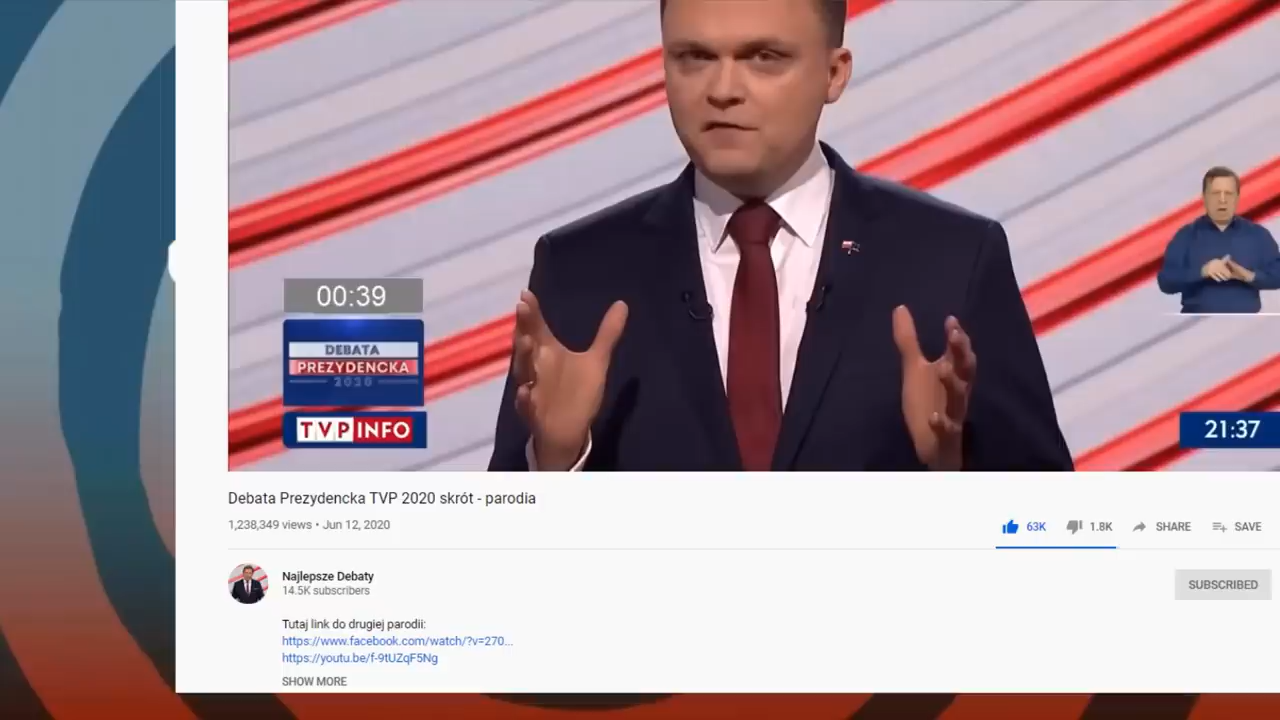 00:39
DEBATA
PREZYDENCKA
2020
TVP INFO
21:37
Debata Prezydencka TVP 2020 skrót - parodia
1,238,349 views • Jun 12, 2020
63K
1.8K
SHARE
SAVE
Najlepsze Debaty
14.5K subscribers
SUBSCRIBED
Tutaj link do drugiej parodii:
https://www.facebook.com/watch/?v=270...
https://youtu.be/f-9tUZqF5Ng
SHOW MORE